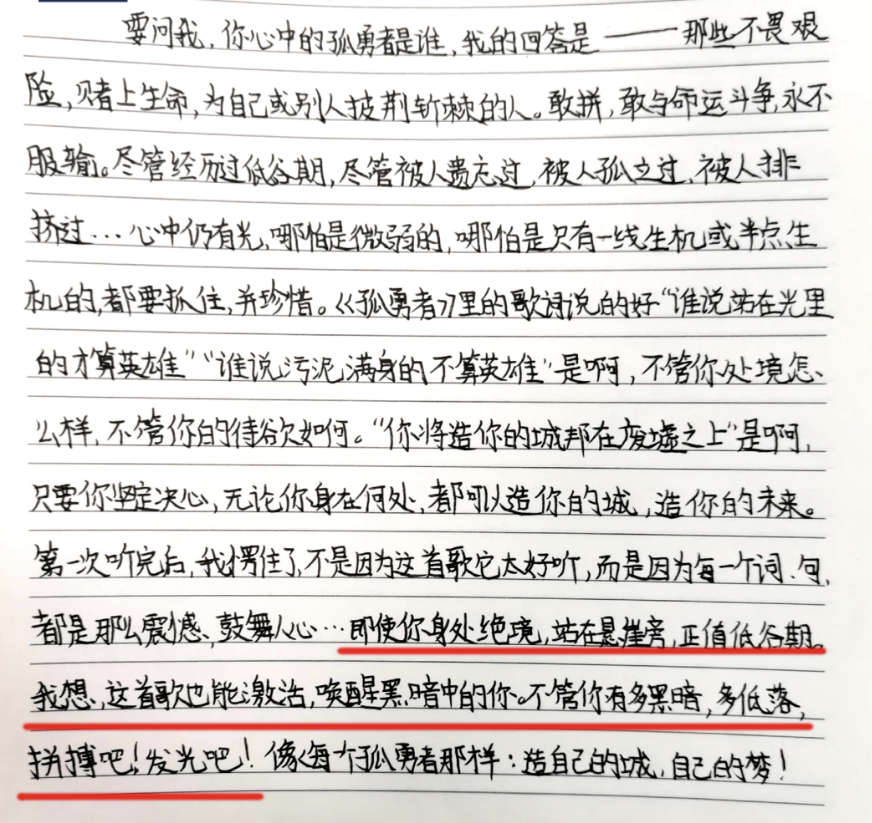 要问我，你心中的孤勇者是谁，我的回答是——那些不畏艰
险，赌上生命，为自己或别人披荆斩棘的人。敢拼，敢与命运斗争，永不
服输。尽管经历过低谷期，尽管被人遗忘过，被人孤立过，被人排
挤过…心中仍有光，哪怕是微弱的，哪怕是只有一线生机或半点生
机的，都要抓住，并珍惜。《孤勇者》里的歌词说的好“谁说站在光里
的才算英雄”“谁说污泥满身的不算英雄”是啊，不管你处境怎
么样，不管你的待欲如何。“你将造你的城邦在废墟之上”是啊，
只要你坚定决心，无论你身在何处，都可以造你的城，造你的未来。
第一次听完后，我愣住了，不是因为这首歌它太好听，而是因为每一个词、句，
都是那么震憾、鼓舞人心…即使你身处绝境，站在悬崖旁，正值低谷期。
我想，这首歌也能激活，唤醒黑暗中的你。不管你有多黑暗，多低落，
拼搏吧！发光吧！像每个孤勇者那样：造自己的城，自己的梦！